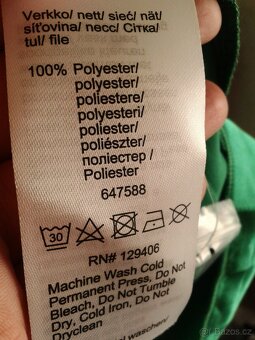 Verkko/ nett/ sieć/ nät/
síťovina/ necc/ Сітка/
tul/ file
100% Polyester/
polyester/
poliestere/
polyesteri/
poliester/
poliészter/
полиестер/
Poliester
647588
30
RN# 129406
Machine Wash Cold
Permanent Press, Do Not
Bleach, Do Not Tumble
Dry, Cold Iron, Do Not
Dryclean